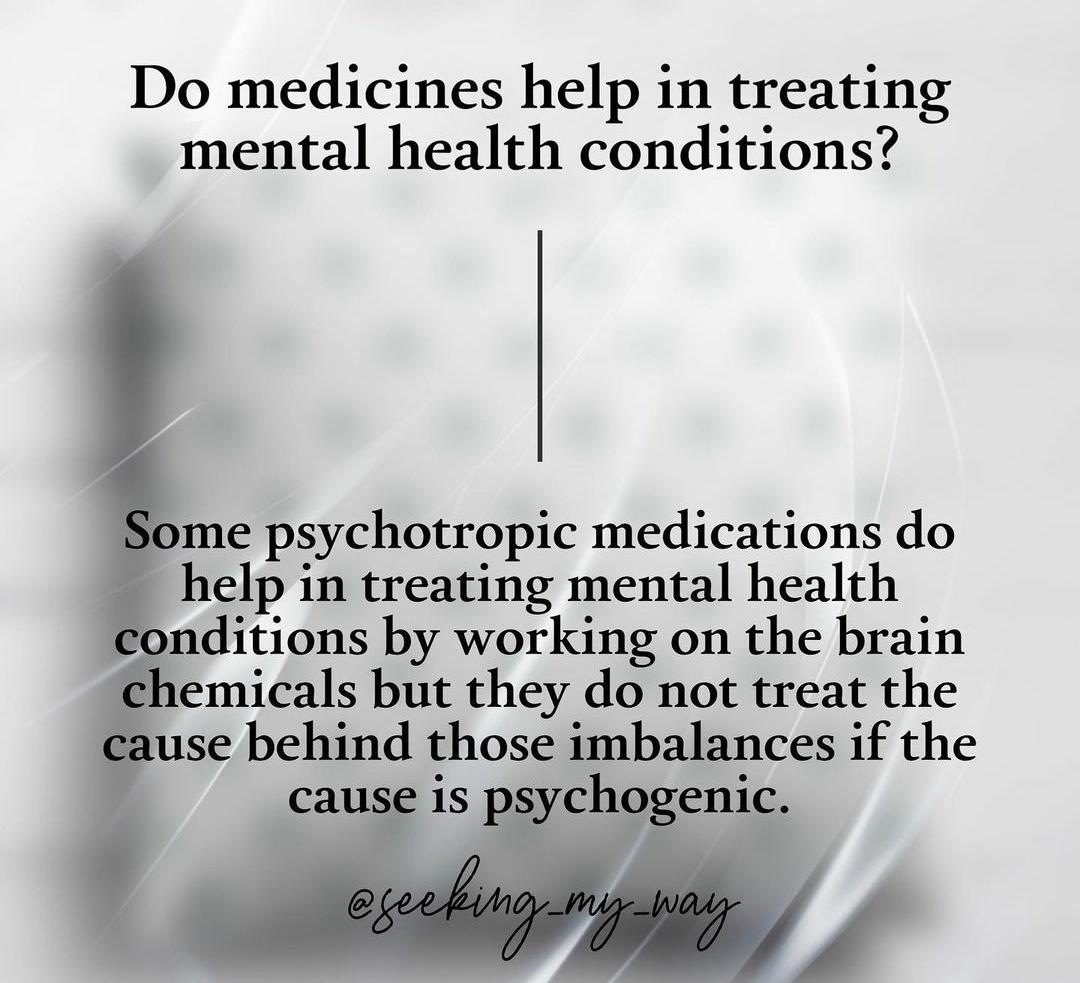 Do medicines help in treating
mental health conditions?
Some psychotropic medications do
help in treating mental health
conditions by working on the brain
chemicals but they do not treat the
cause behind those imbalances if the
cause is psychogenic.
@seeking_my_way